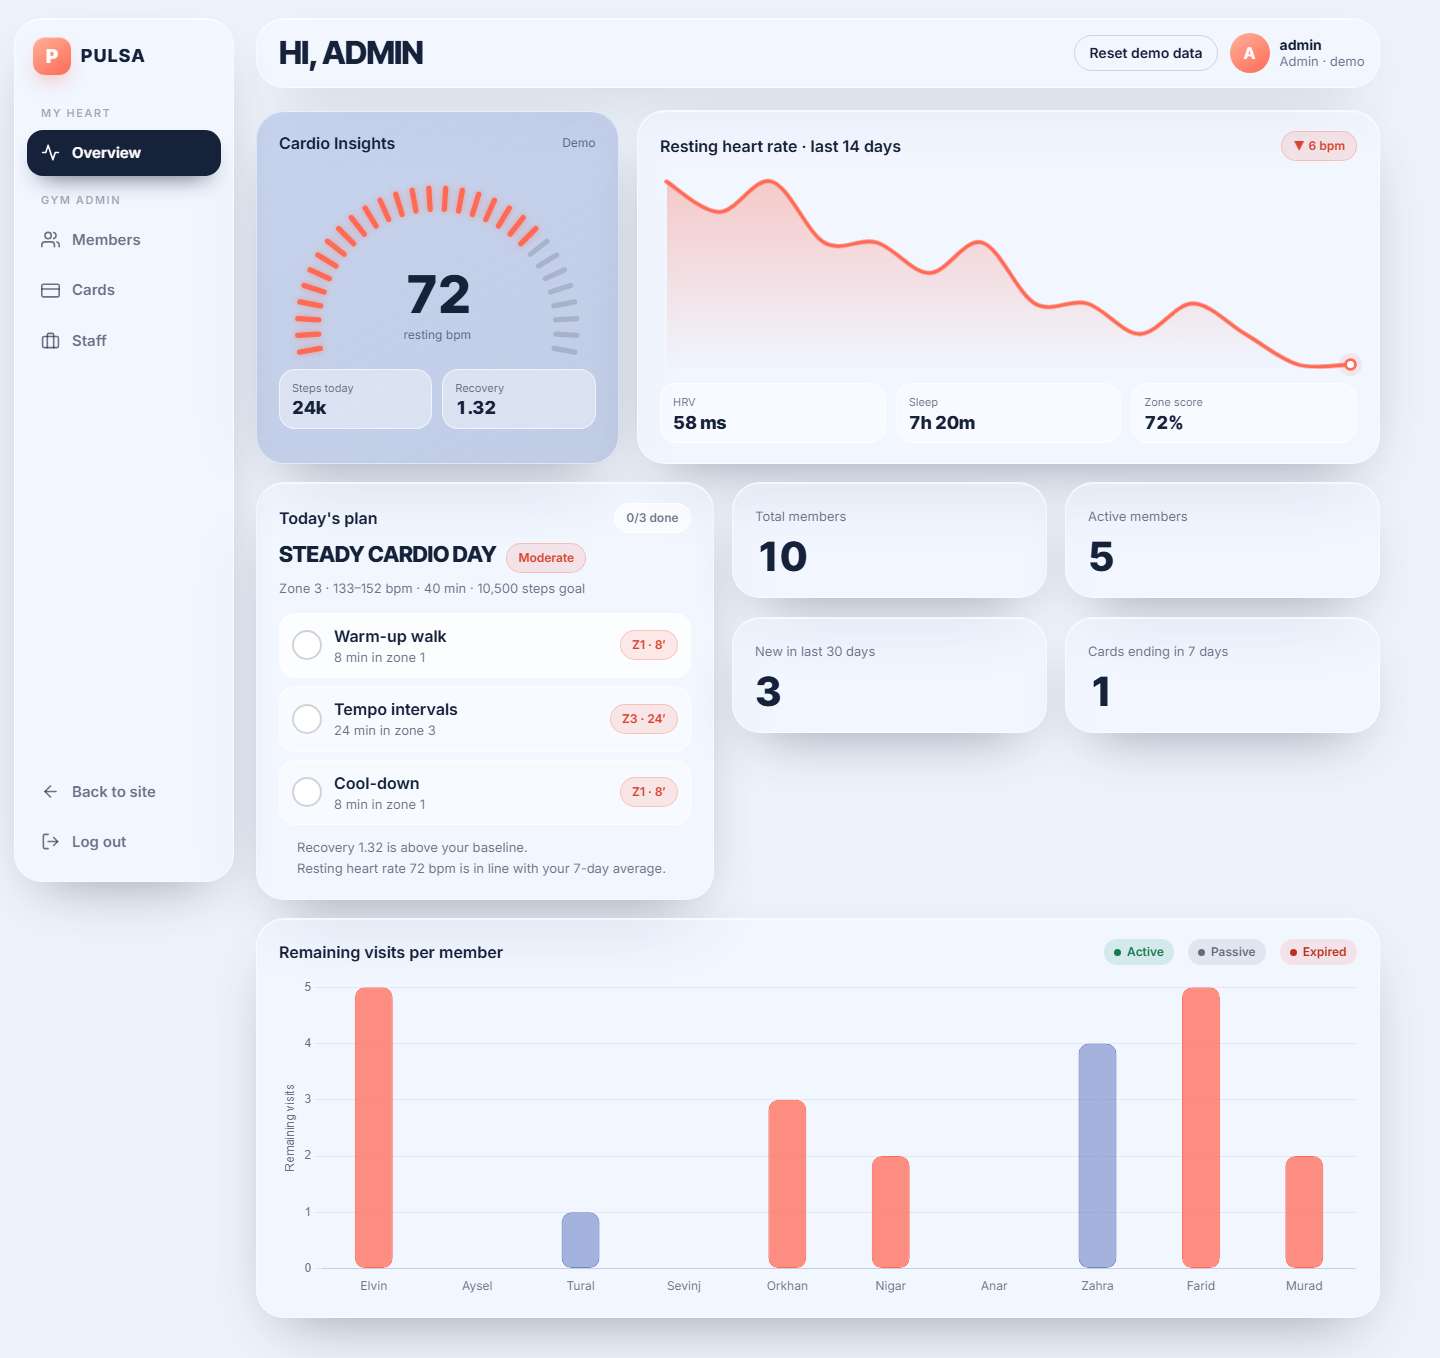 P PULSA
MY HEART
Overview
GYM ADMIN
Members
Cards
Staff
Back to site
Log out
HI, ADMIN
Reset demo data
A
admin
Admin · demo
Cardio Insights
Demo
72
resting bpm
Steps today
24k
Recovery
1.32
Resting heart rate · last 14 days
▼ 6 bpm
HRV
58 ms
Sleep
7h 20m
Zone score
72%
Today's plan
0/3 done
STEADY CARDIO DAY
Moderate
Zone 3 · 133–152 bpm · 40 min · 10,500 steps goal
Warm-up walk
8 min in zone 1
Z1 · 8′
Tempo intervals
24 min in zone 3
Z3 · 24′
Cool-down
8 min in zone 1
Z1 · 8′
Recovery 1.32 is above your baseline.
Resting heart rate 72 bpm is in line with your 7-day average.
Total members
10
Active members
5
New in last 30 days
3
Cards ending in 7 days
1
Remaining visits per member
Active
Passive
Expired
Remaining visits
5
4
3
2
1
0
Elvin Aysel Tural Sevinj Orkhan Nigar Anar Zahra Farid Murad